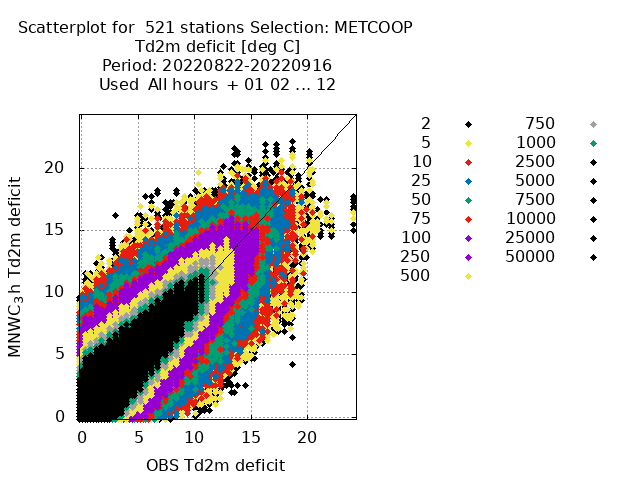 Scatterplot for  521 stations Selection: METCOOP
Td2m deficit [deg C]
Period: 20220822-20220916
Used  All hours  + 01 02 ... 12
MNWC_3h Td2m deficit
20
15
10
5
0
0 5 10 15 20
OBS Td2m deficit
2 750
5 1000
10 2500
25 5000
50 7500
75 10000
100 25000
250 50000
500